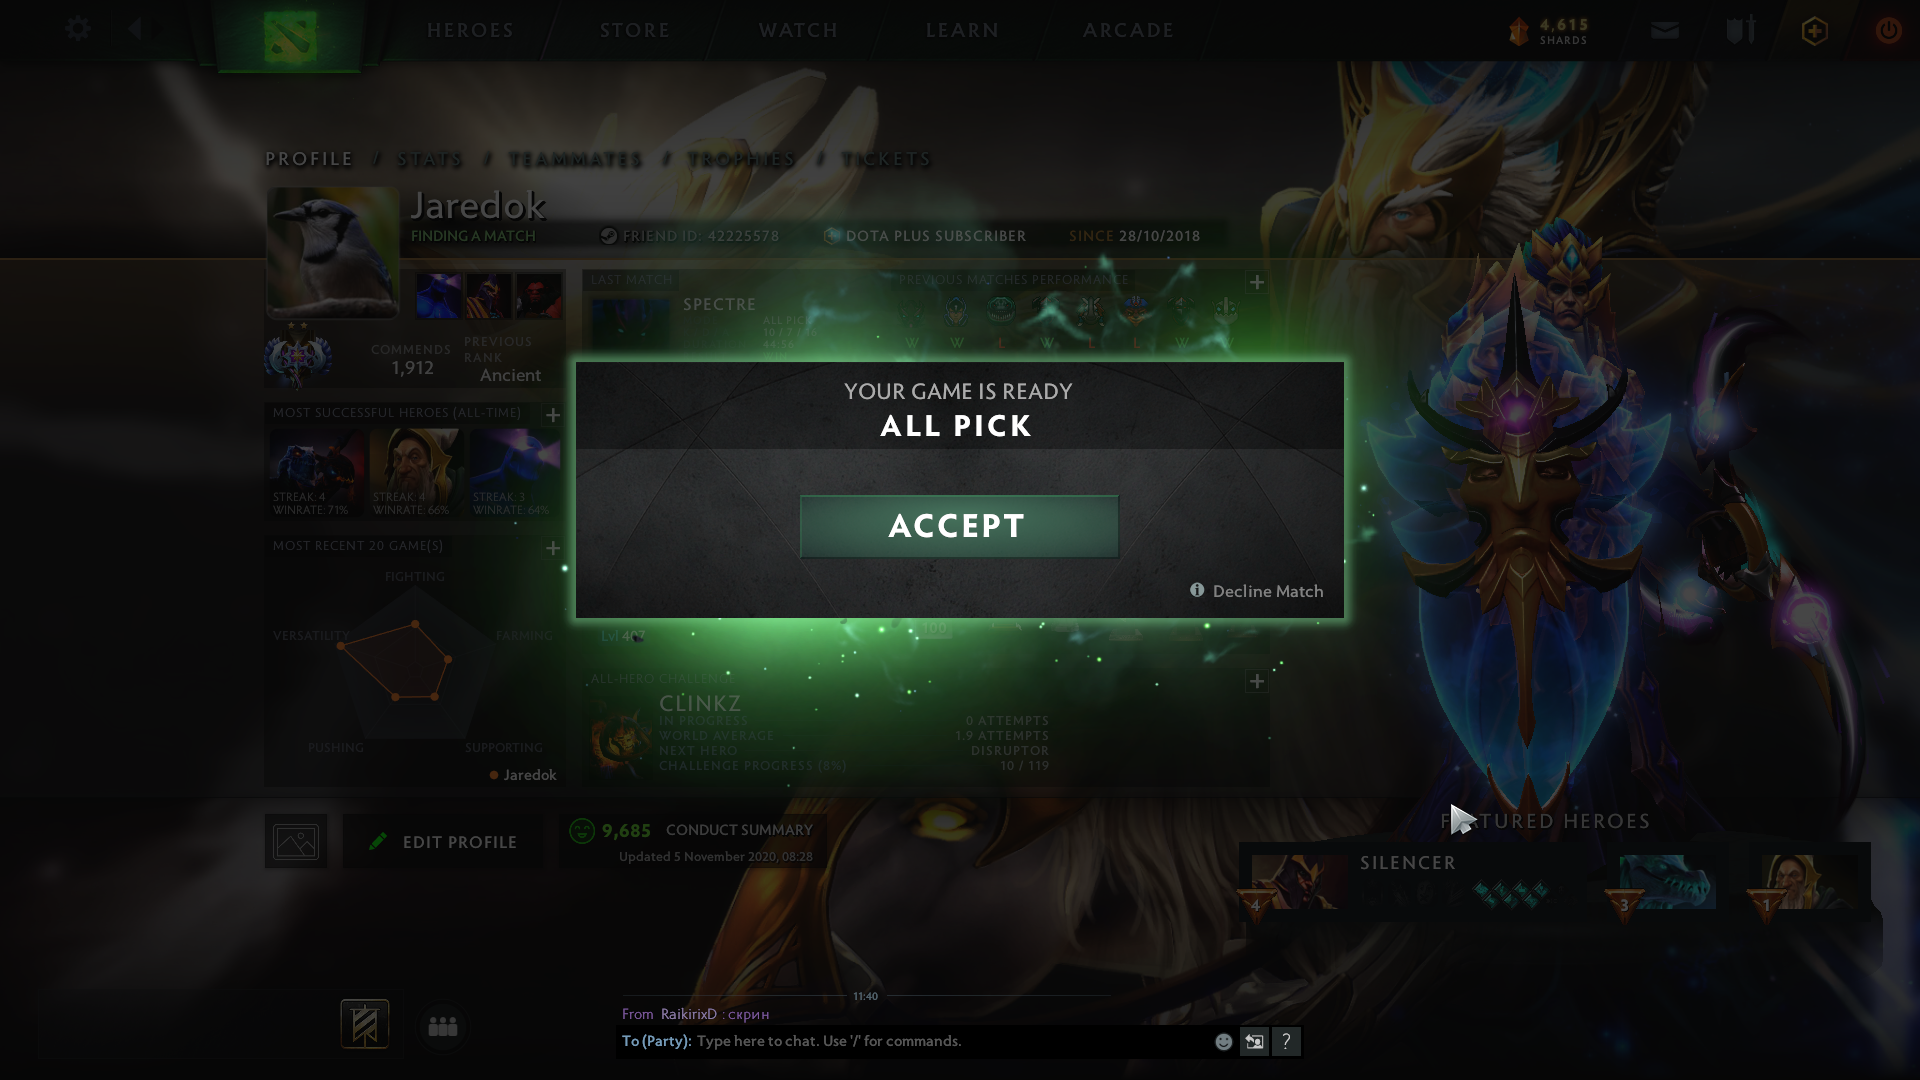 HEROES
STORE
WATCH
LEARN
ARCADE
4,615
SHARDS
PROFILE / STATS / TEAMMATES / TROPHIES / TICKETS
Jaredok
FINDING A MATCH
FRIEND ID: 42225578
DOTA PLUS SUBSCRIBER
SINCE 28/10/2018
LAST MATCH
PREVIOUS MATCHES PERFORMANCE
SPECTRE
ALL PICK
44:56
W W L W L L W W
COMMENDS
1,912
PREVIOUS
RANK
Ancient
YOUR GAME IS READY
ALL PICK
ACCEPT
Decline Match
MOST SUCCESSFUL HEROES (ALL-TIME)
STREAK: 4
WINRATE: 71%
STREAK: 4
WINRATE: 66%
STREAK: 3
WINRATE: 64%
MOST RECENT 20 GAME(S)
FIGHTING
VERSATILITY
FARMING
PUSHING
SUPPORTING
Jaredok
Lvl 407
100
ALL-HERO CHALLENGE
CLINKZ
IN PROGRESS
0 ATTEMPTS
WORLD AVERAGE
1.9 ATTEMPTS
NEXT HERO
DISRUPTOR
CHALLENGE PROGRESS (8%)
10 / 119
EDIT PROFILE
9,685 CONDUCT SUMMARY
Updated 5 November 2020, 08:28
TURED HEROES
SILENCER
4
3
1
11:40
From RaikirixD : скрин
To (Party): Type here to chat. Use '/' for commands.
?